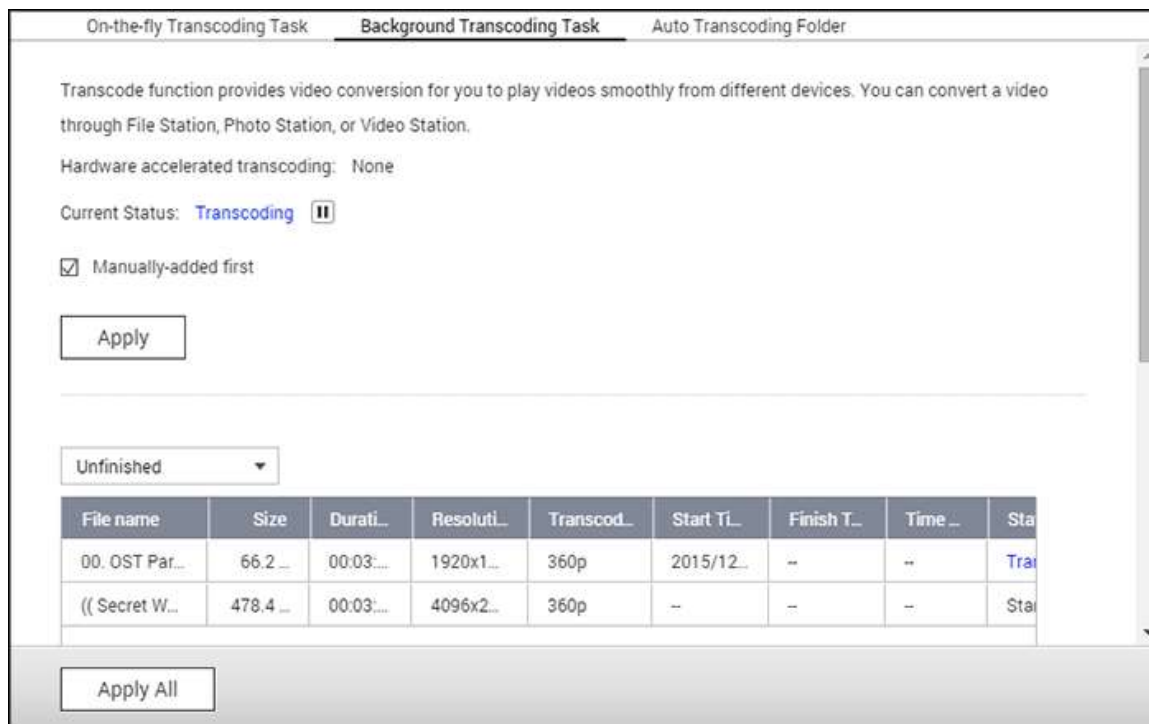 On-the-fly Transcoding Task Background Transcoding Task Auto Transcoding Folder
Transcode function provides video conversion for you to play videos smoothly from different devices. You can convert a video
through File Station, Photo Station, or Video Station.
Hardware accelerated transcoding: None
Current Status: Transcoding
Manually-added first
Apply
Unfinished
File name Size Durati... Resoluti... Transcod... Start Ti... Finish T... Time ... Sta
00. OST Par... 66.2 ... 00:03:... 1920x1... 360p 2015/12... -- -- Trar
(( Secret W... 478.4 ... 00:03:... 4096x2... 360p -- -- -- Star
Apply All